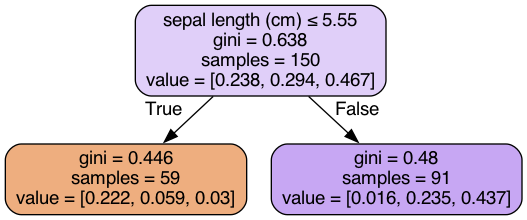 sepal length (cm) ≤ 5.55
gini = 0.638
samples = 150
value = [0.238, 0.294, 0.467]
True
False
gini = 0.446
samples = 59
value = [0.222, 0.059, 0.03]
gini = 0.48
samples = 91
value = [0.016, 0.235, 0.437]